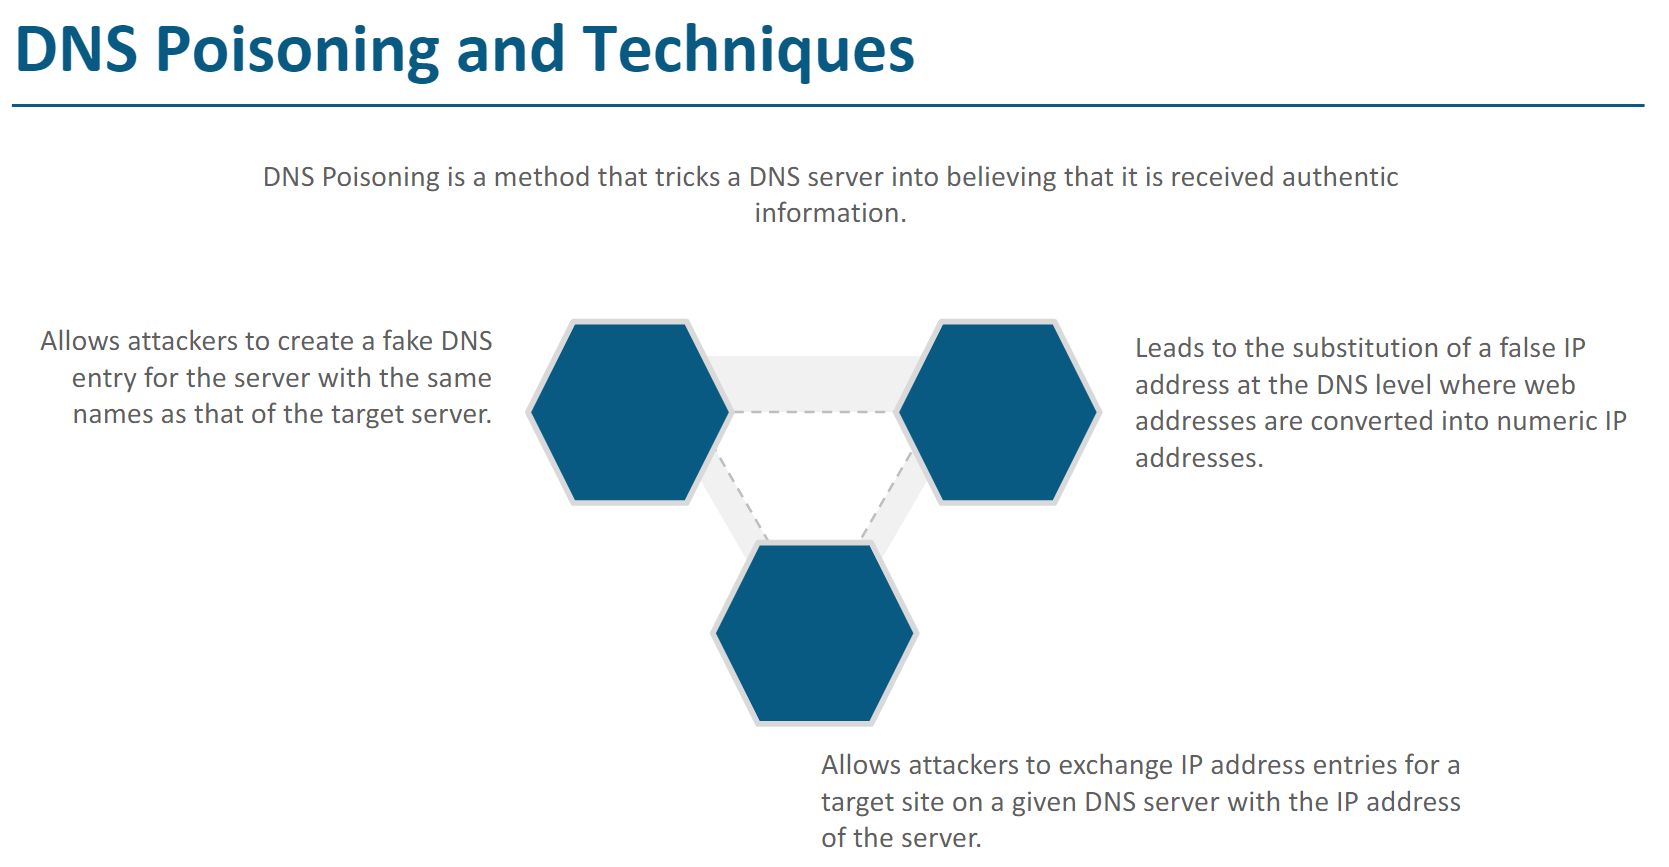 DNS Poisoning and Techniques
DNS Poisoning is a method that tricks a DNS server into believing that it is received authentic
information.
Allows attackers to create a fake DNS
entry for the server with the same
names as that of the target server.
Leads to the substitution of a false IP
address at the DNS level where web
addresses are converted into numeric IP
addresses.
Allows attackers to exchange IP address entries for a
target site on a given DNS server with the IP address
of the server.